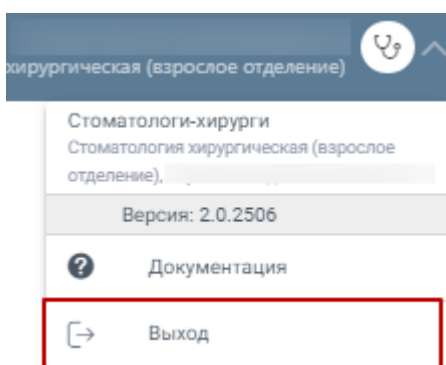 хирургическая (взрослое отделение)
Стоматологи-хирурги
Стоматология хирургическая (взрослое
отделение),
Версия: 2.0.2506
Документация
Выход